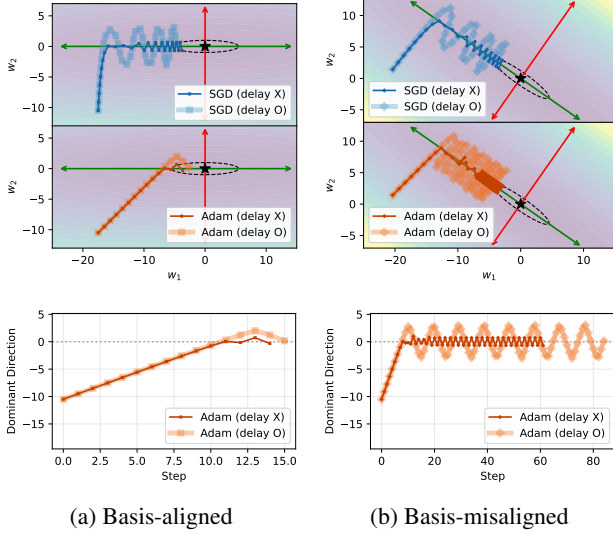 5
0
−5
−10
w₂
SGD (delay X)
SGD (delay O)
0
−5
−10
w₂
Adam (delay X)
Adam (delay O)
−10
0
10
w₁
10
5
0
−5
w₂
SGD (delay X)
SGD (delay O)
10
5
0
−5
w₂
Adam (delay X)
Adam (delay O)
−20
−10
0
10
w₁
5
0
−5
−10
−15
Dominant Direction
Adam (delay X)
Adam (delay O)
0.0 2.5 5.0 7.5 10.0 12.5 15.0
Step
5
0
−5
−10
−15
Dominant Direction
Adam (delay X)
Adam (delay O)
0 20 40 60 80
Step
(a) Basis-aligned
(b) Basis-misaligned